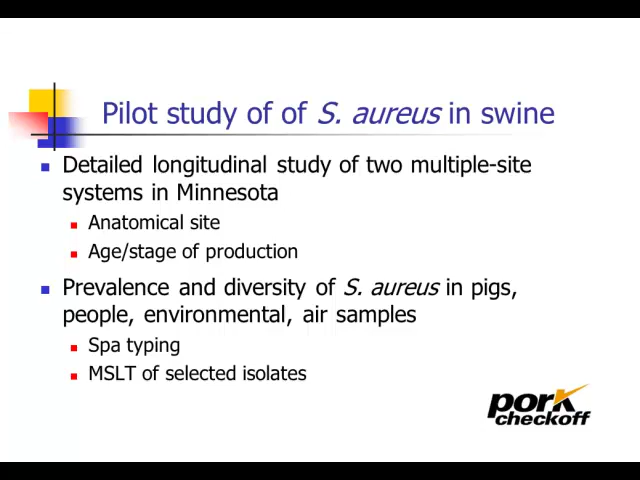 Pilot study of of S. aureus in swine
Detailed longitudinal study of two multiple-site
systems in Minnesota
Anatomical site
Age/stage of production
Prevalence and diversity of S. aureus in pigs,
people, environmental, air samples
Spa typing
MSLT of selected isolates
pork
checkoff